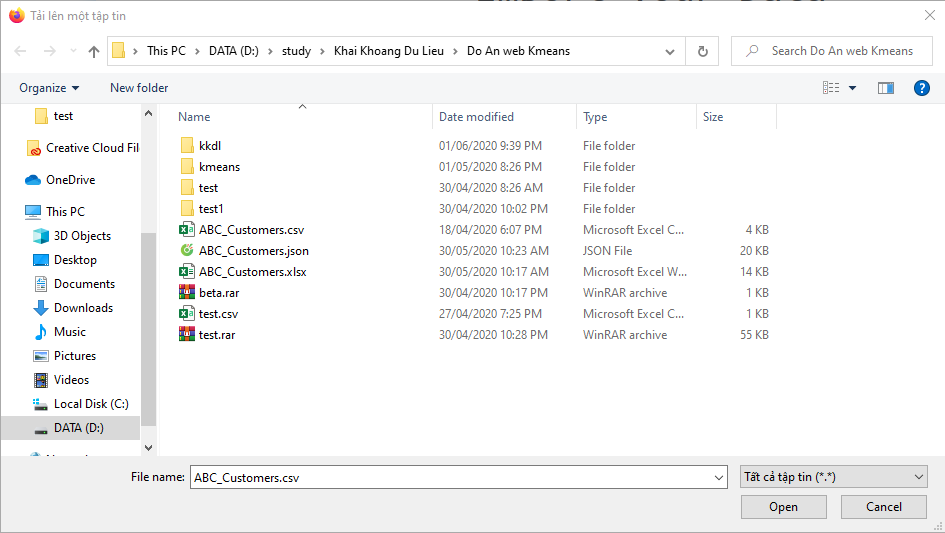 Tải lên một tập tin
This PC > DATA (D:) > study > Khai Khoang Du Lieu > Do An web Kmeans
Search Do An web Kmeans
Organize
New folder
test
Creative Cloud Fil
OneDrive
This PC
3D Objects
Desktop
Documents
Downloads
Music
Pictures
Videos
Local Disk (C:)
DATA (D:)
Name Date modified Type Size
kkdl 01/06/2020 9:39 PM File folder
kmeans 01/05/2020 8:26 PM File folder
test 30/04/2020 8:26 AM File folder
test1 30/04/2020 10:02 PM File folder
ABC_Customers.csv 18/04/2020 6:07 PM Microsoft Excel C... 4 KB
ABC_Customers.json 30/05/2020 10:23 AM JSON File 20 KB
ABC_Customers.xlsx 30/05/2020 10:17 AM Microsoft Excel W... 14 KB
beta.rar 30/04/2020 10:17 PM WinRAR archive 1 KB
test.csv 27/04/2020 7:25 PM Microsoft Excel C... 1 KB
test.rar 30/04/2020 10:28 PM WinRAR archive 55 KB
File name: ABC_Customers.csv
Tất cả tập tin (*.*)
Open
Cancel